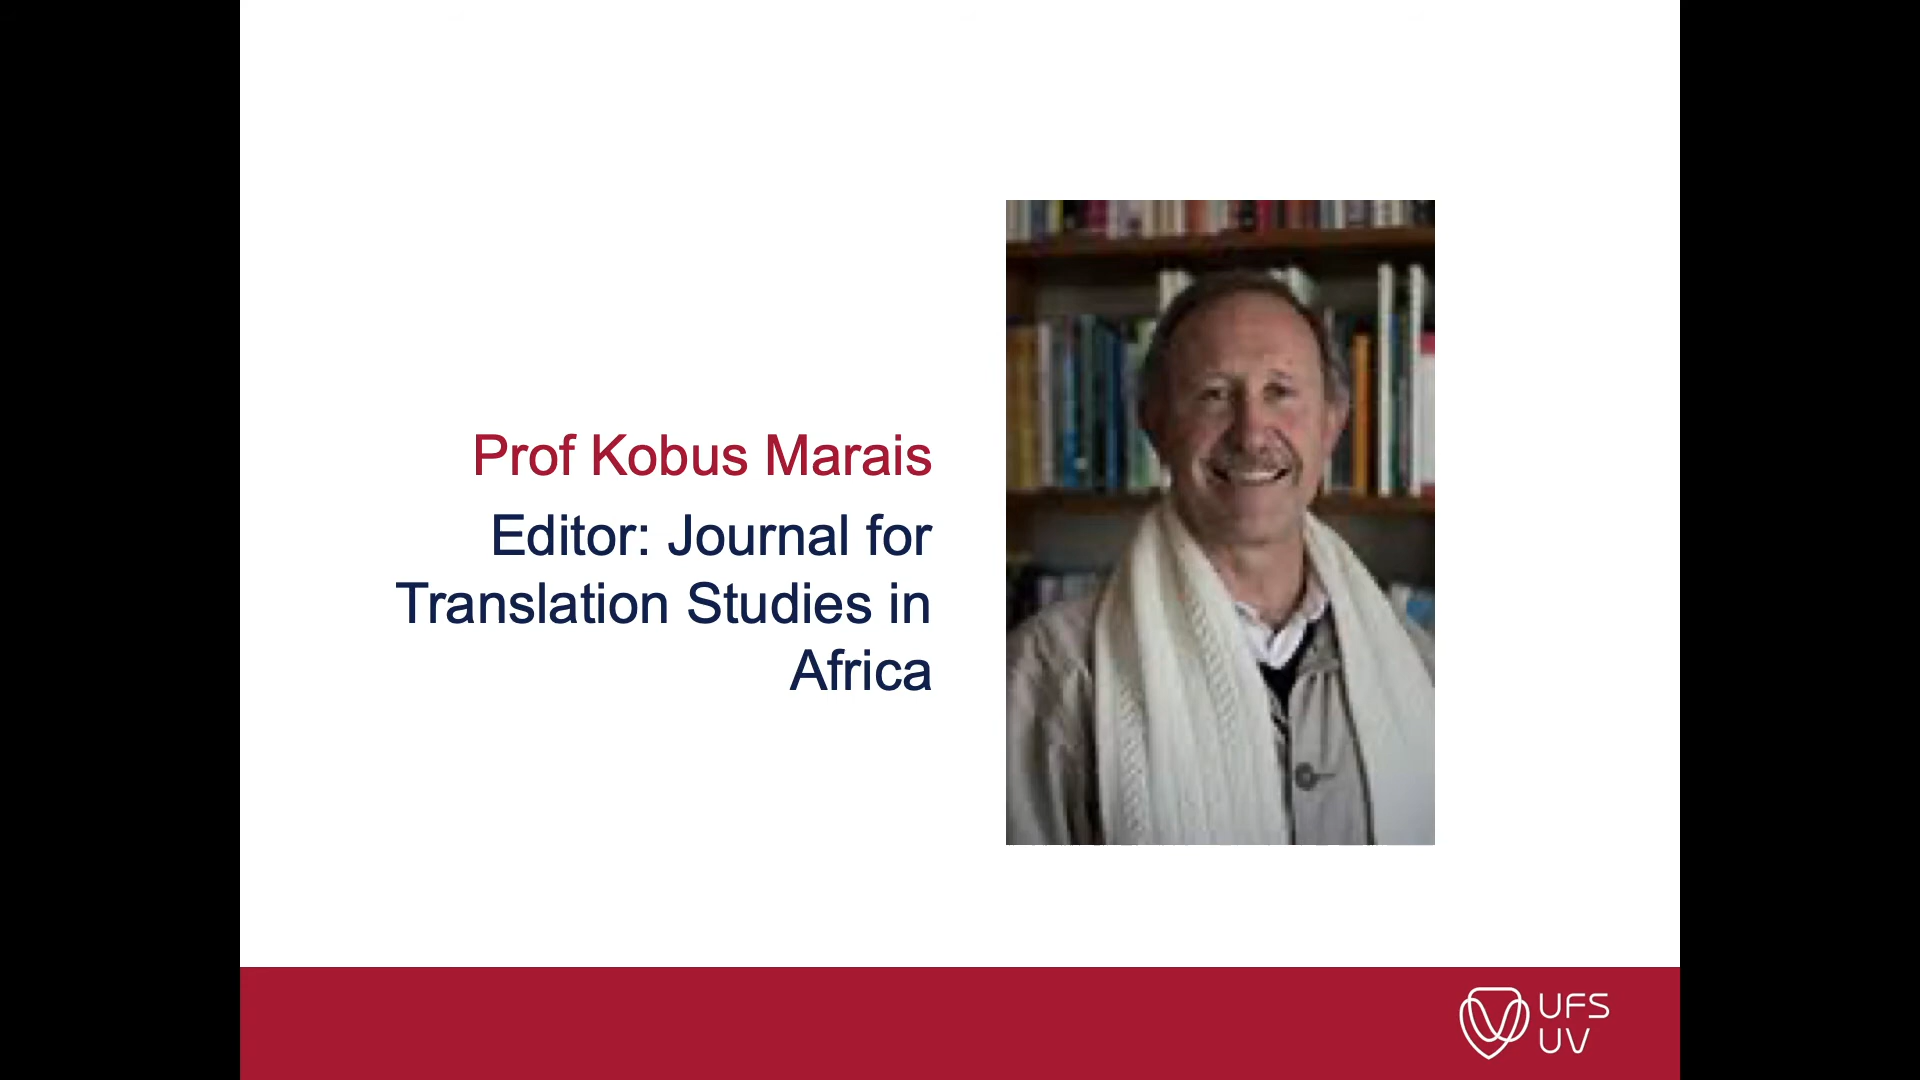 Prof Kobus Marais
Editor: Journal for
Translation Studies in
Africa
UFS
UV